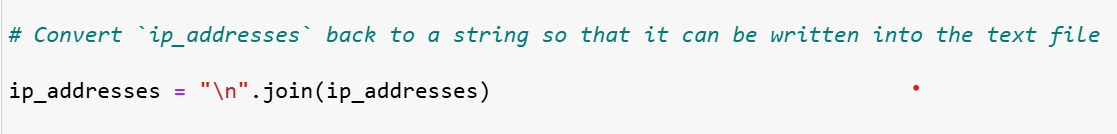 # Convert `ip_addresses` back to a string so that it can be written into the text file
ip_addresses = "\n".join(ip_addresses)